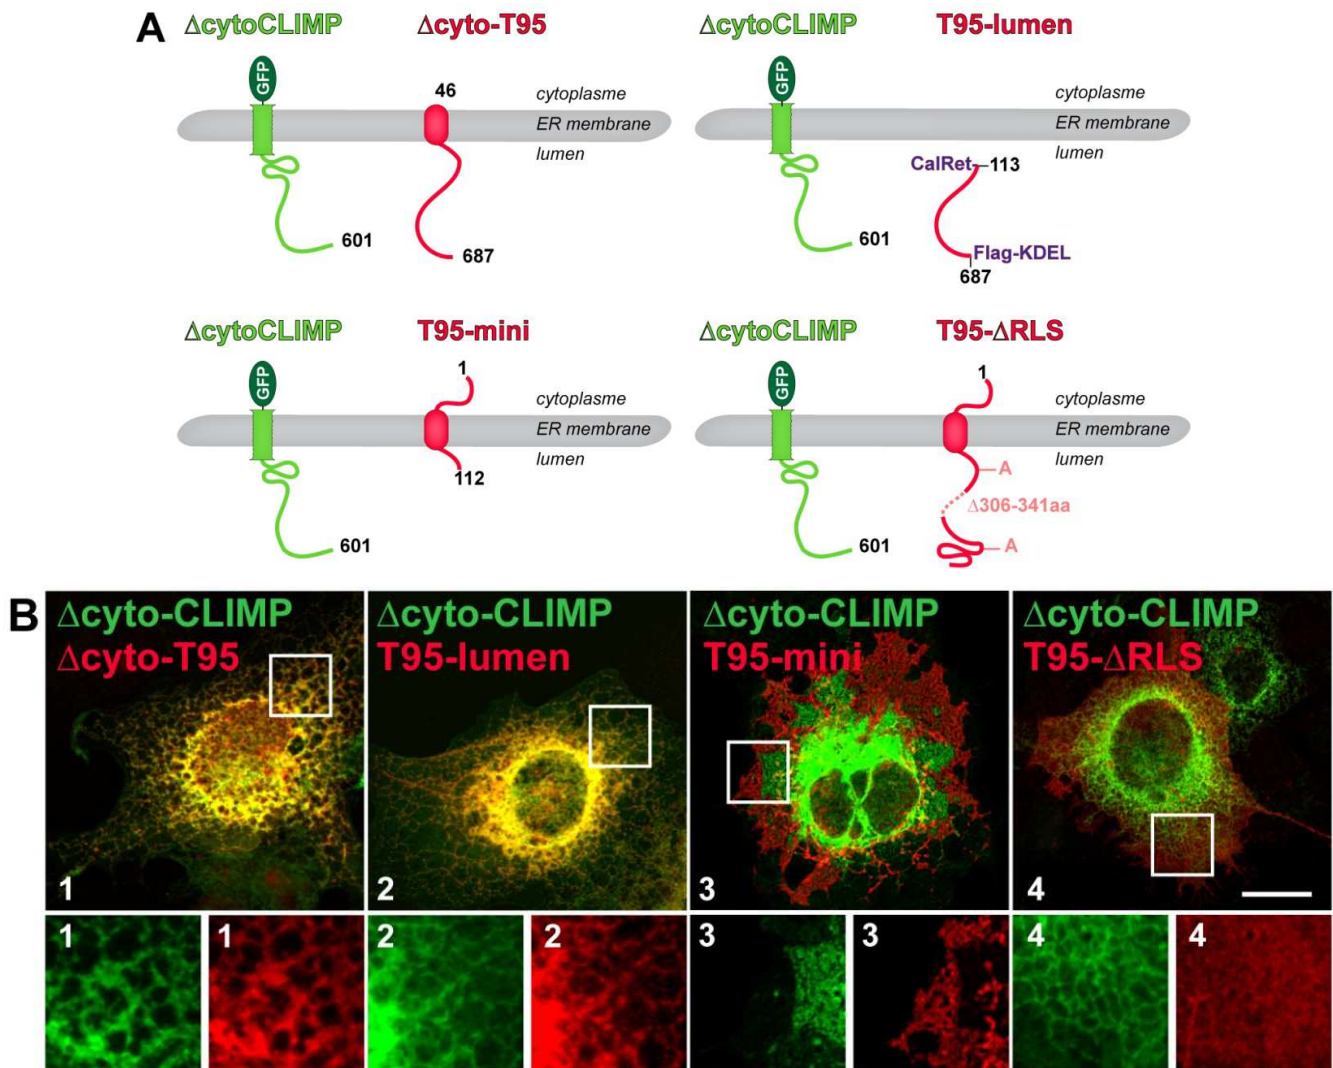 A
ΔcytoCLIMP Δcyto-T95 ΔcytoCLIMP T95-lumen
GFP 46 cytoplasme GFP cytoplasme
ER membrane ER membrane
lumen lumen
CalRet 113
601 601
687 Flag-KDEL
687
ΔcytoCLIMP T95-mini ΔcytoCLIMP T95-ΔRLS
GFP 1 cytoplasme GFP 1 cytoplasme
ER membrane ER membrane
lumen lumen
112 A
Δ306-341aa
601 601 A
B
Δcyto-CLIMP Δcyto-CLIMP Δcyto-CLIMP Δcyto-CLIMP
Δcyto-T95 T95-lumen T95-mini T95-ΔRLS
1 2 3 4
1 1 2 2 3 3 4 4